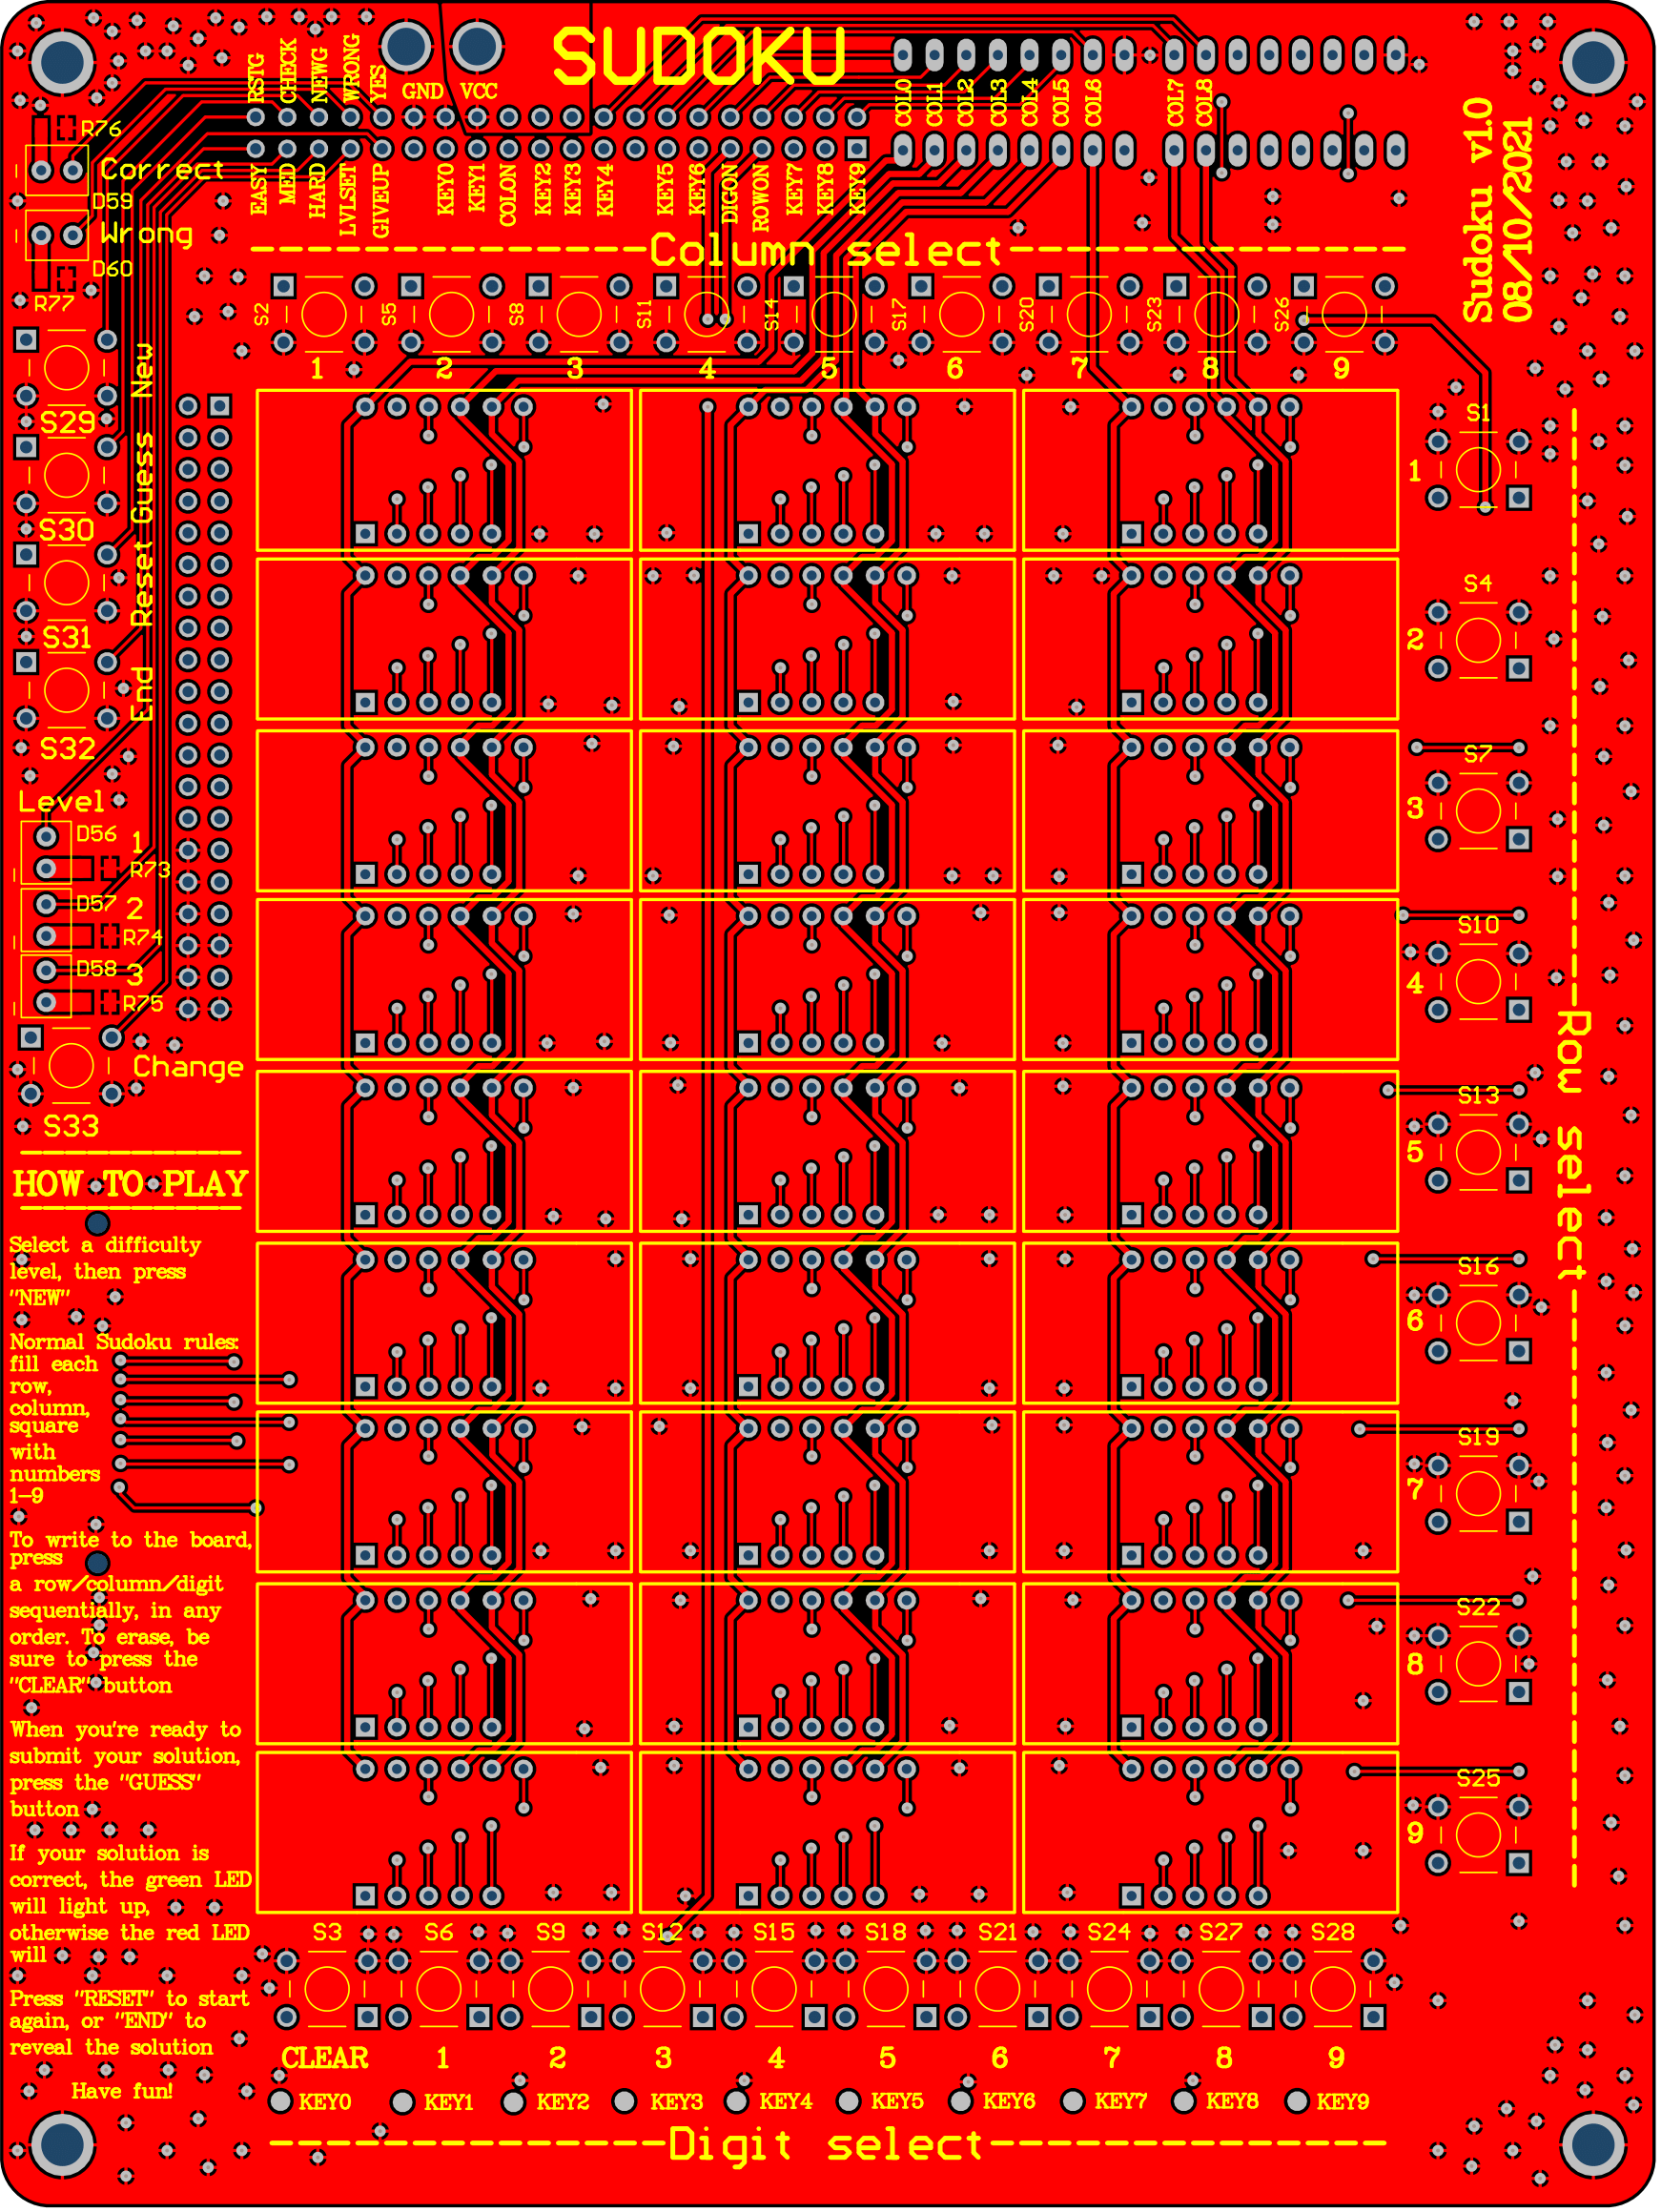 SUDOKU
RSTG
CHECK
NEWG
WRONG
YES
GND VCC
COL0
COL1
COL2
COL3
COL4
COL5
COL6
COL7
COL8
EASY
MED
HARD
LVLSET
GIVEUP
KEY0
KEY1
COLON
KEY2
KEY3
KEY4
KEY5
KEY6
DIGON
ROWON
KEY7
KEY8
KEY9
Sudoku v1.0
08/10/2021
R76
Correct
D59
Wrong
D60
R77
Column select
S2
S5
S8
S11
S14
S17
S20
S23
S26
1 2 3 4 5 6 7 8 9
New
S29
Guess
S30
Reset
S31
End
S32
Level
D56
1
R73
D57
2
R74
D58
3
R75
Change
S33
S1
1
S4
2
S7
3
S10
4
S13
5
S16
6
S19
7
S22
8
S25
9
Row select
HOW TO PLAY
Select a difficulty
level, then press
"NEW"
Normal Sudoku rules:
fill each
row,
column,
square
with
numbers
1-9
To write to the board,
press
a row/column/digit
sequentially, in any
order. To erase, be
sure to press the
"CLEAR" button
When you're ready to
submit your solution,
press the "GUESS"
button
If your solution is
correct, the green LED
will light up,
otherwise the red LED
will
Press "RESET" to start
again, or "END" to
reveal the solution
Have fun!
S3 S6 S9 S12 S15 S18 S21 S24 S27 S28
CLEAR 1 2 3 4 5 6 7 8 9
KEY0 KEY1 KEY2 KEY3 KEY4 KEY5 KEY6 KEY7 KEY8 KEY9
Digit select